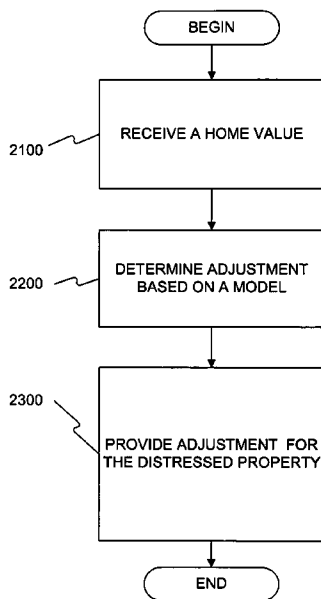 BEGIN
RECEIVE A HOME VALUE
2100
DETERMINE ADJUSTMENT
BASED ON A MODEL
2200
2300
PROVIDE ADJUSTMENT FOR
THE DISTRESSED PROPERTY
END